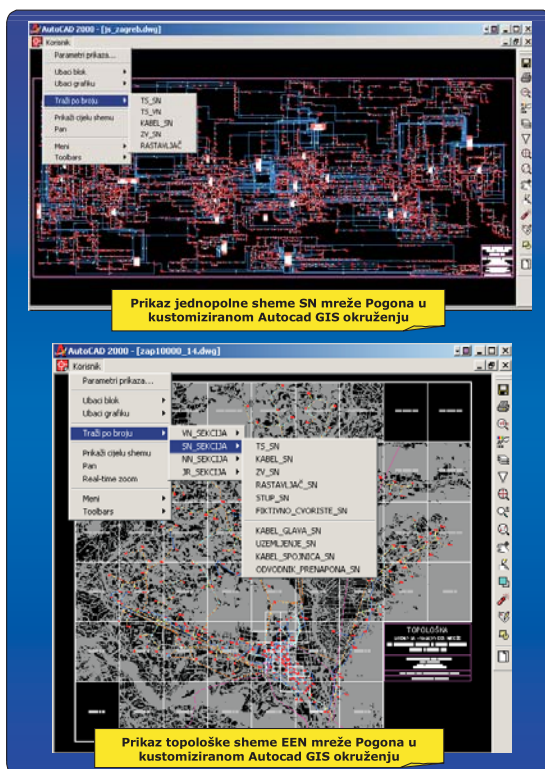 AutoCAD 2000 - [js_zagreb.dwg]
Korisnik
Parametri prikaza...
Ubaci blok
Ubaci grafiku
Traži po broju
Prikaži cijelu shemu
Pan
Meni
Toolbars
TS_SN
TS_VN
KABEL_SN
ZV_SN
RASTAVLJAČ
Prikaz jednopolne sheme SN mreže Pogona u
kustomiziranom Autocad GIS okruženju
AutoCAD 2000 - [zap10000_14.dwg]
Korisnik
Parametri prikaza...
Ubaci blok
Ubaci grafiku
Traži po broju
Prikaži cijelu shemu
Pan
Real-time zoom
Meni
Toolbars
VN_SEKCIJA
SN_SEKCIJA
NN_SEKCIJA
JR_SEKCIJA
TS_SN
KABEL_SN
ZV_SN
RASTAVLJAČ_SN
STUP_SN
FIKTIVNO_CVORISTE_SN
KABEL_GLAVA_SN
UZEMLJENJE_SN
KABEL_SPOJNICA_SN
ODVODNIK_PRENAPONA_SN
TOPOLOŠKA
Prikaz topološke sheme EEN mreže Pogona u
kustomiziranom Autocad GIS okruženju